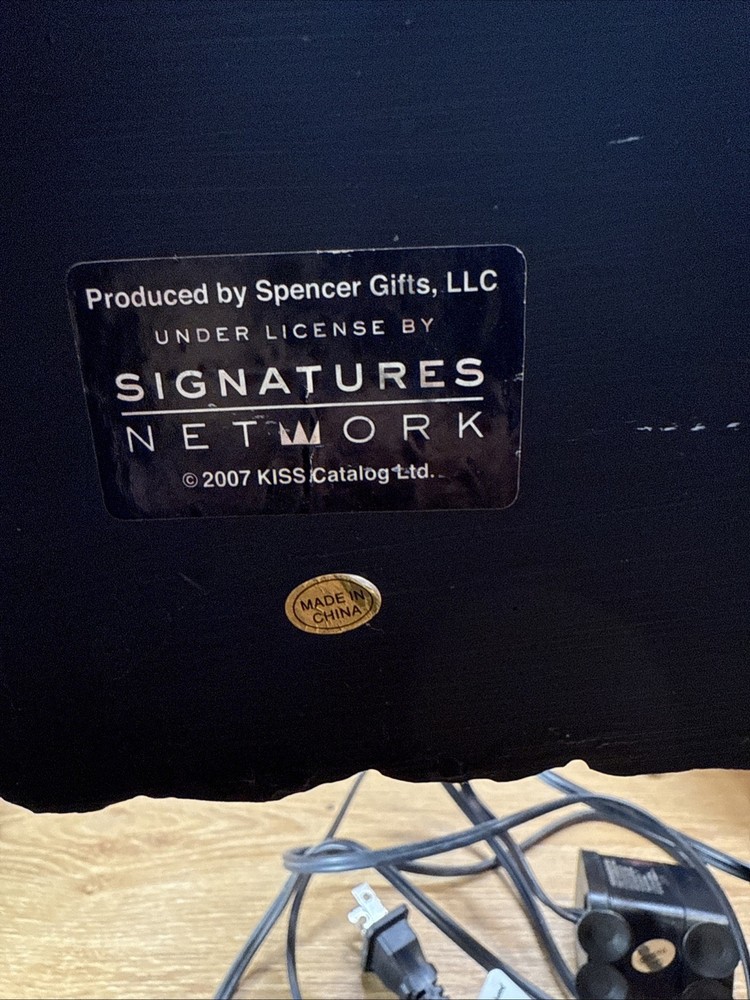 Produced by Spencer Gifts, LLC
UNDER LICENSE BY
SIGNATURES
NETWORK
© 2007 KISS Catalog Ltd.
MADE IN
CHINA